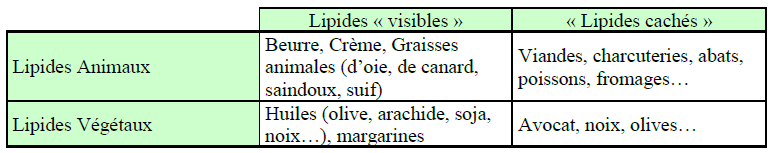 Lipides « visibles »
« Lipides cachés »
Lipides Animaux
Beurre, Crème, Graisses
animales (d’oie, de canard,
saindoux, suif)
Viandes, charcuteries, abats,
poissons, fromages…
Lipides Végétaux
Huiles (olive, arachide, soja,
noix…), margarines
Avocat, noix, olives…